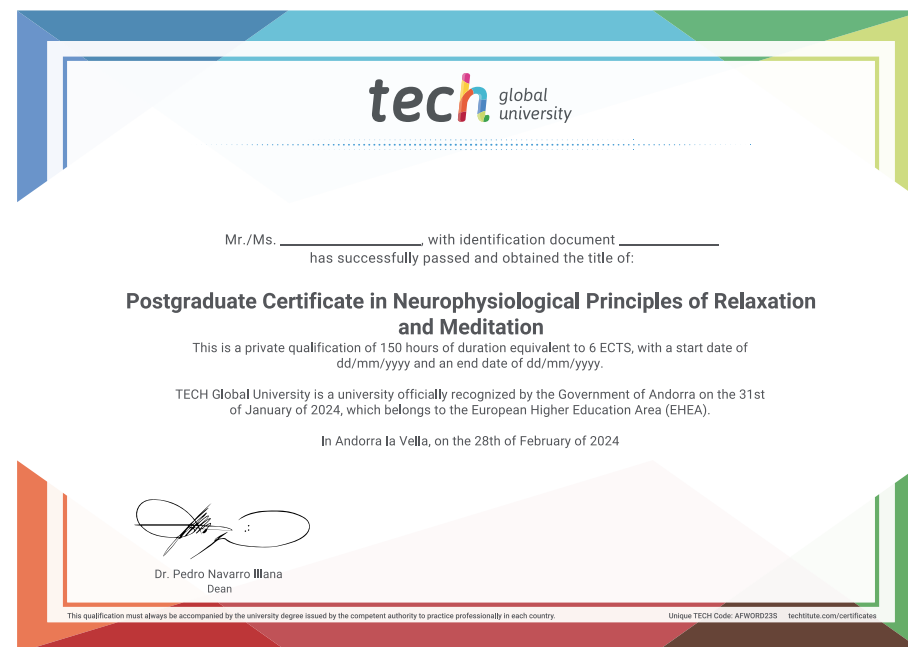 tech global university
Mr./Ms. ____________________, with identification document ______________
has successfully passed and obtained the title of:
Postgraduate Certificate in Neurophysiological Principles of Relaxation
and Meditation
This is a private qualification of 150 hours of duration equivalent to 6 ECTS, with a start date of
dd/mm/yyyy and an end date of dd/mm/yyyy.
TECH Global University is a university officially recognized by the Government of Andorra on the 31st
of January of 2024, which belongs to the European Higher Education Area (EHEA).
In Andorra la Vella, on the 28th of February of 2024
Dr. Pedro Navarro Illana
Dean
This qualification must always be accompanied by the university degree issued by the competent authority to practice professionally in each country.
Unique TECH Code: AFWORD23S techtitute.com/certificates